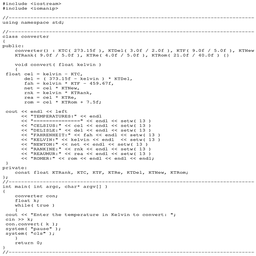 #include <iostream>
#include <iomanip>
//--------------------------------------------------
using namespace std;
//--------------------------------------------------
class converter
{
public:
converter() : KTC( 273.15f ), KTDel( 3.0f / 2.0f ), KTF( 9.0f / 5.0f ), KTNew
KTRank( 9.0f / 5.0f ), KTRe( 4.0f / 5.0f ), KTRom( 21.0f / 40.0f ) {}
void convert( float kelvin )
{
float cel = kelvin - KTC,
del = ( 373.15f - kelvin ) * KTDel,
fah = kelvin * KTF - 459.67f,
net = cel * KTNew,
rnk = kelvin * KTRank,
rea = cel * KTRe,
rom = cel * KTRom + 7.5f;
cout << endl << left
<< "TEMPERATURES:" << endl
<< "===============" << endl << setw( 13 )
<< "CELSIUS:" << cel << endl << setw( 13 )
<< "DELISLE:" << del << endl << setw( 13 )
<< "FAHRENHEIT:" << fah << endl << setw( 13 )
<< "KELVIN:" << kelvin << endl << setw( 13 )
<< "NEWTON:" << net << endl << setw( 13 )
<< "RANKINE:" << rnk << endl << setw( 13 )
<< "REAUMUR:" << rea << endl << setw( 13 )
<< "ROMER:" << rom << endl << endl << endl;
}
private:
const float KTRank, KTC, KTF, KTRe, KTDel, KTNew, KTRom;
};
//--------------------------------------------------
int main( int argc, char* argv[] )
{
converter con;
float k;
while( true )
{
cout << "Enter the temperature in Kelvin to convert: ";
cin >> k;
con.convert( k );
system( "pause" );
system( "cls" );
}
return 0;
}
//--------------------------------------------------